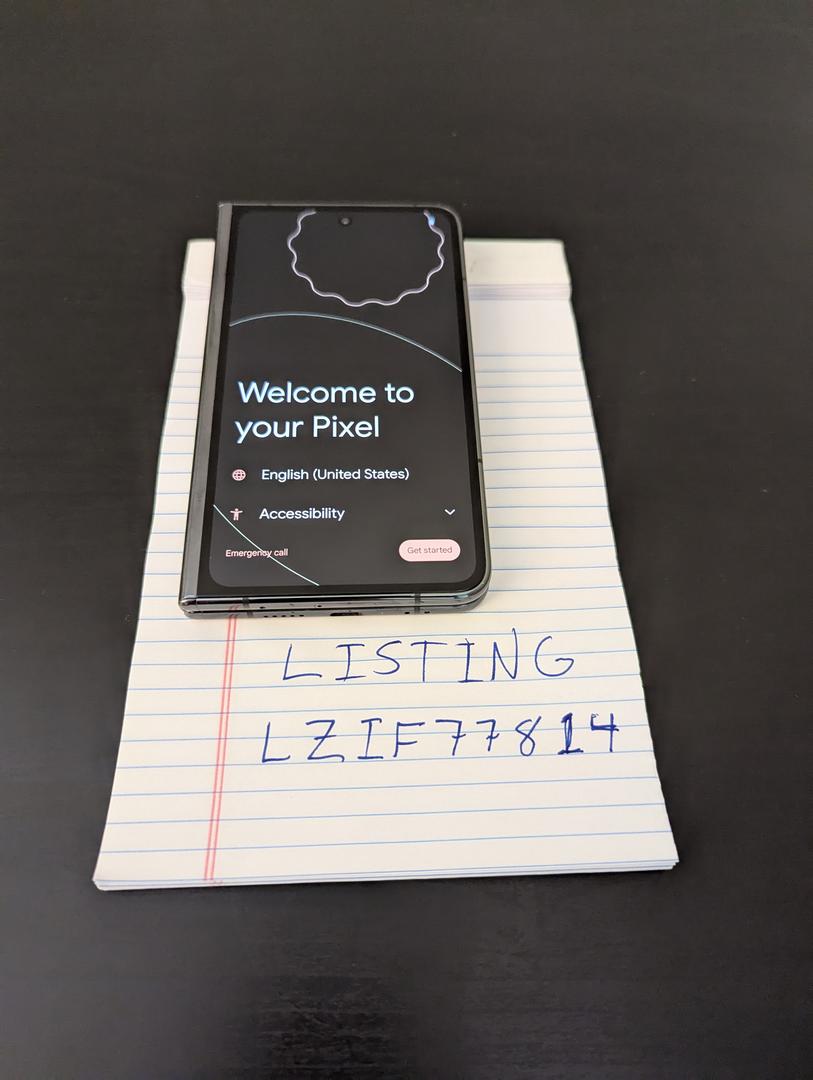 Welcome to
your Pixel
English (United States)
Accessibility
Emergency call
Get started
LISTING
LZIF77814